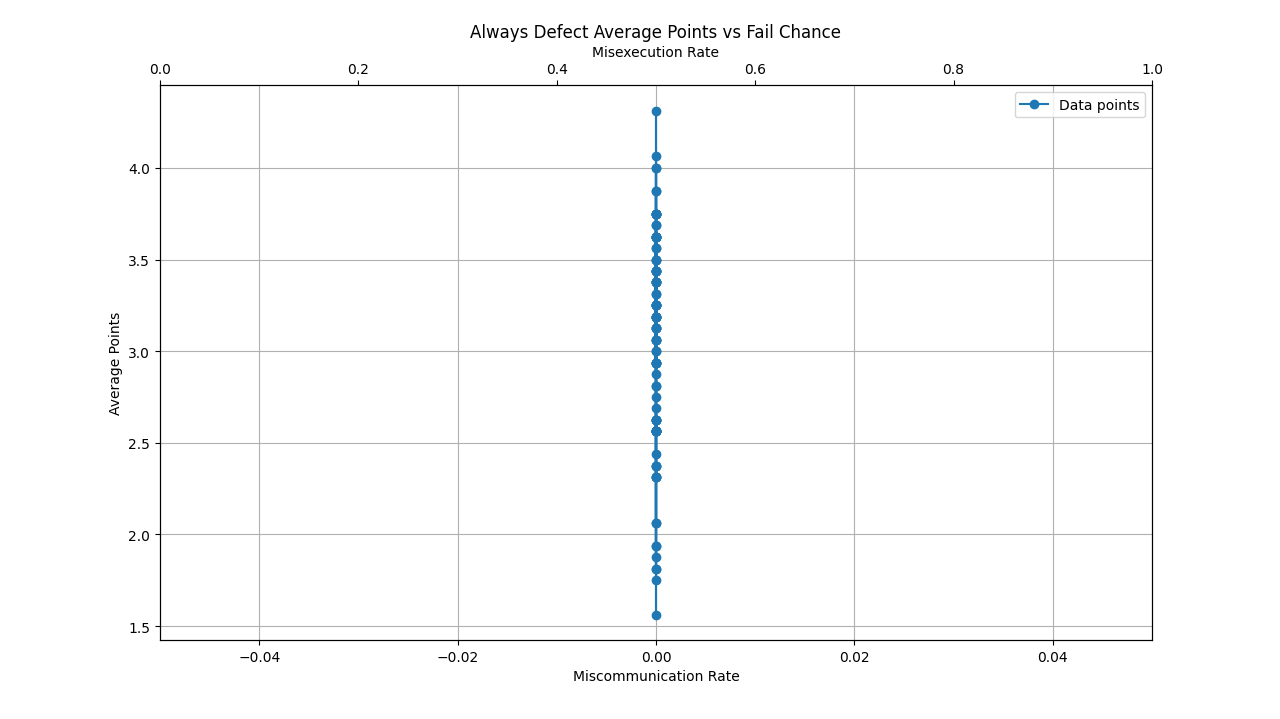 Always Defect Average Points vs Fail Chance
Misexecution Rate
0.0 0.2 0.4 0.6 0.8 1.0
Data points
4.0
3.5
3.0
2.5
2.0
1.5
Average Points
−0.04 −0.02 0.00 0.02 0.04
Miscommunication Rate